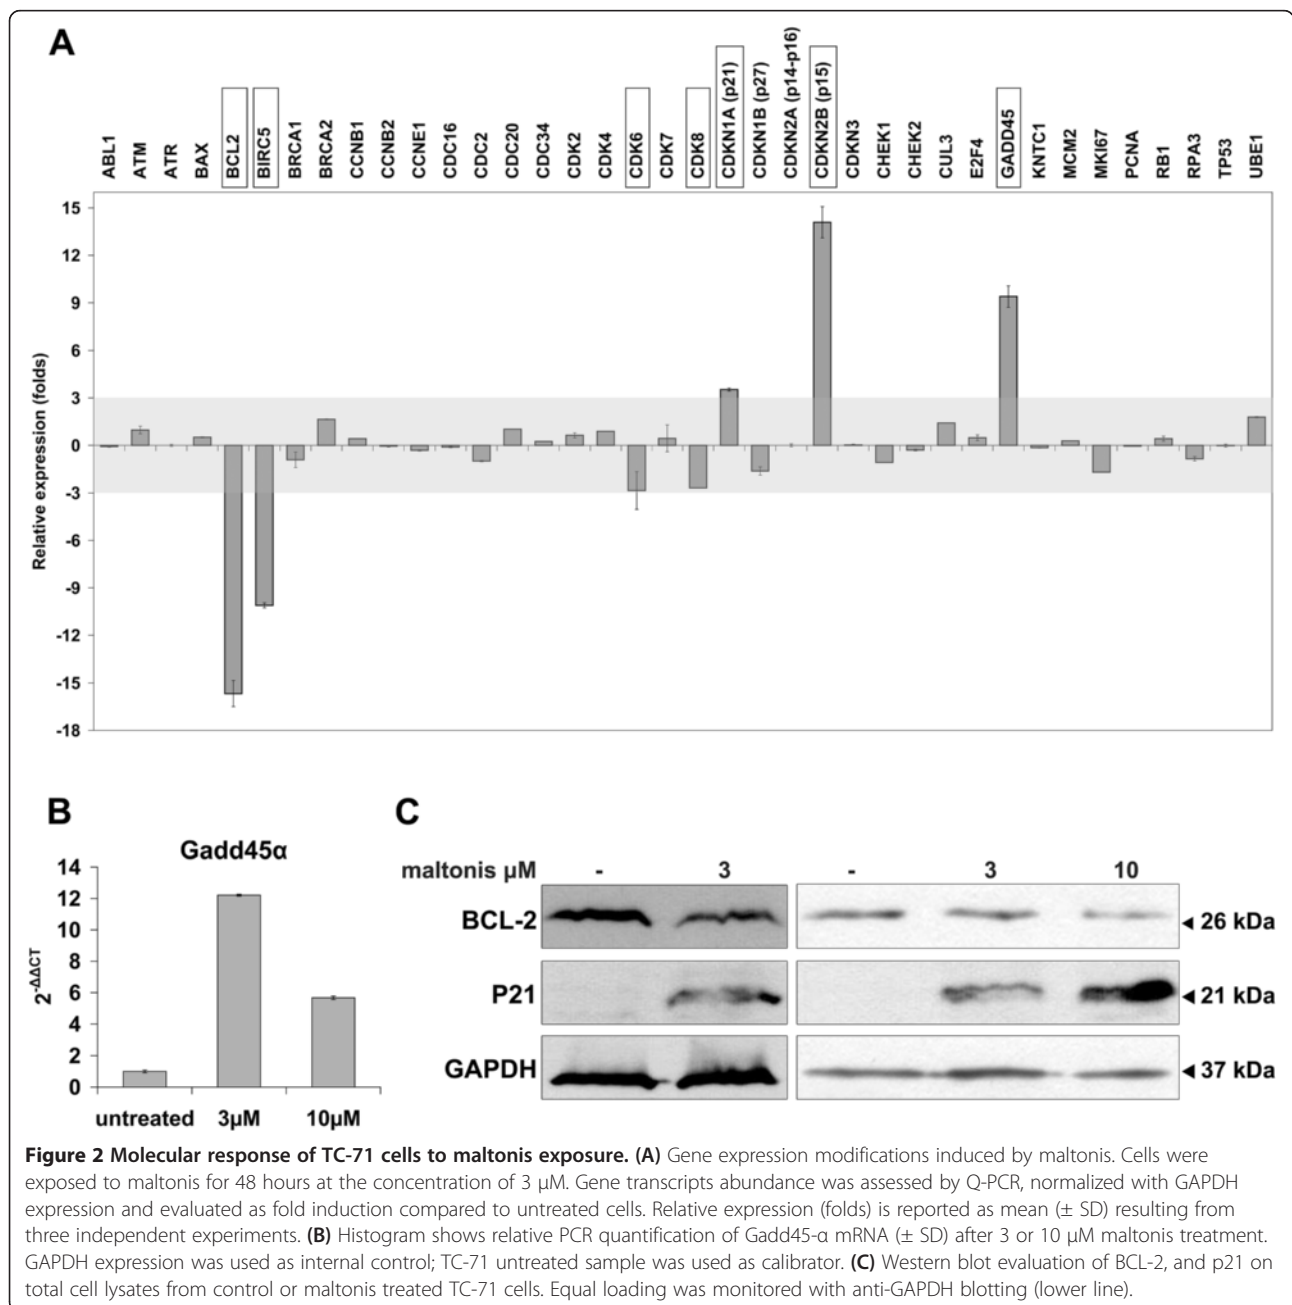 A
ABL1
ATM
ATR
BAX
BCL2
BIRC5
BRCA1
BRCA2
CCNB1
CCNB2
CCNE1
CDC16
CDC2
CDC20
CDC34
CDK2
CDK4
CDK6
CDK7
CDK8
CDKN1A (p21)
CDKN1B (p27)
CDKN2A (p14-p16)
CDKN2B (p15)
CDKN3
CHEK1
CHEK2
CUL3
E2F4
GADD45
KNTC1
MCM2
MKI67
PCNA
RB1
RPA3
TP53
UBE1
Relative expression (folds)
15
12
9
6
3
0
-3
-6
-9
-12
-15
-18
B
Gadd45α
2^-ΔΔCT
14
12
10
8
6
4
2
0
untreated 3µM 10µM
C
maltonis µM - 3 - 3 10
BCL-2 26 kDa
P21 21 kDa
GAPDH 37 kDa
Figure 2 Molecular response of TC-71 cells to maltonis exposure. (A) Gene expression modifications induced by maltonis. Cells were
exposed to maltonis for 48 hours at the concentration of 3 µM. Gene transcripts abundance was assessed by Q-PCR, normalized with GAPDH
expression and evaluated as fold induction compared to untreated cells. Relative expression (folds) is reported as mean (± SD) resulting from
three independent experiments. (B) Histogram shows relative PCR quantification of Gadd45-α mRNA (± SD) after 3 or 10 µM maltonis treatment.
GAPDH expression was used as internal control; TC-71 untreated sample was used as calibrator. (C) Western blot evaluation of BCL-2, and p21 on
total cell lysates from control or maltonis treated TC-71 cells. Equal loading was monitored with anti-GAPDH blotting (lower line).